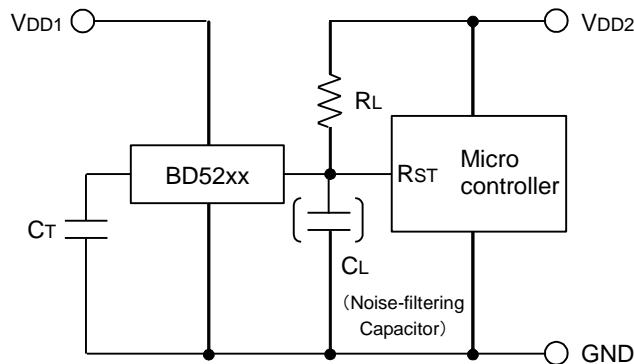 VDD1
VDD2
RL
BD52xx
RST
Micro
controller
CT
CL
（Noise-filtering
Capacitor）
GND